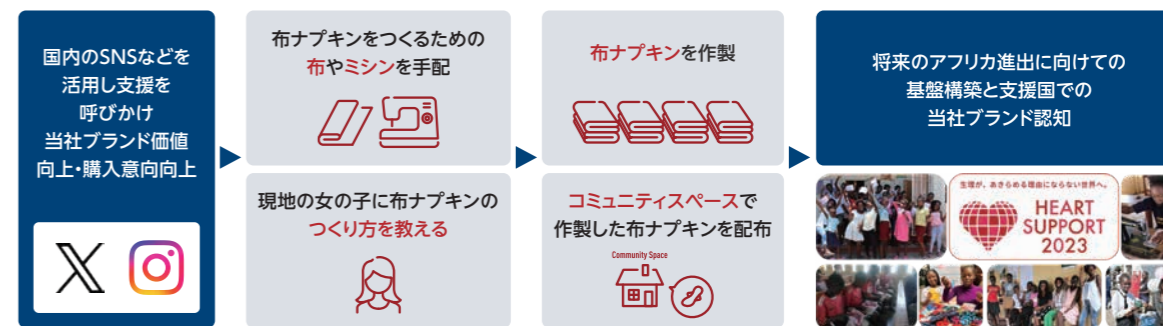 国内のSNSなどを
活用し支援を
呼びかけ
当社ブランド価値
向上・購入意向向上
布ナプキンをつくるための
布やミシンを手配
現地の女の子に布ナプキンの
つくり方を教える
布ナプキンを作製
コミュニティスペースで
作製した布ナプキンを配布
Community Space
将来のアフリカ進出に向けての
基盤構築と支援国での
当社ブランド認知
生理が、あきらめる理由にならない世界へ。
HEART
SUPPORT
2023